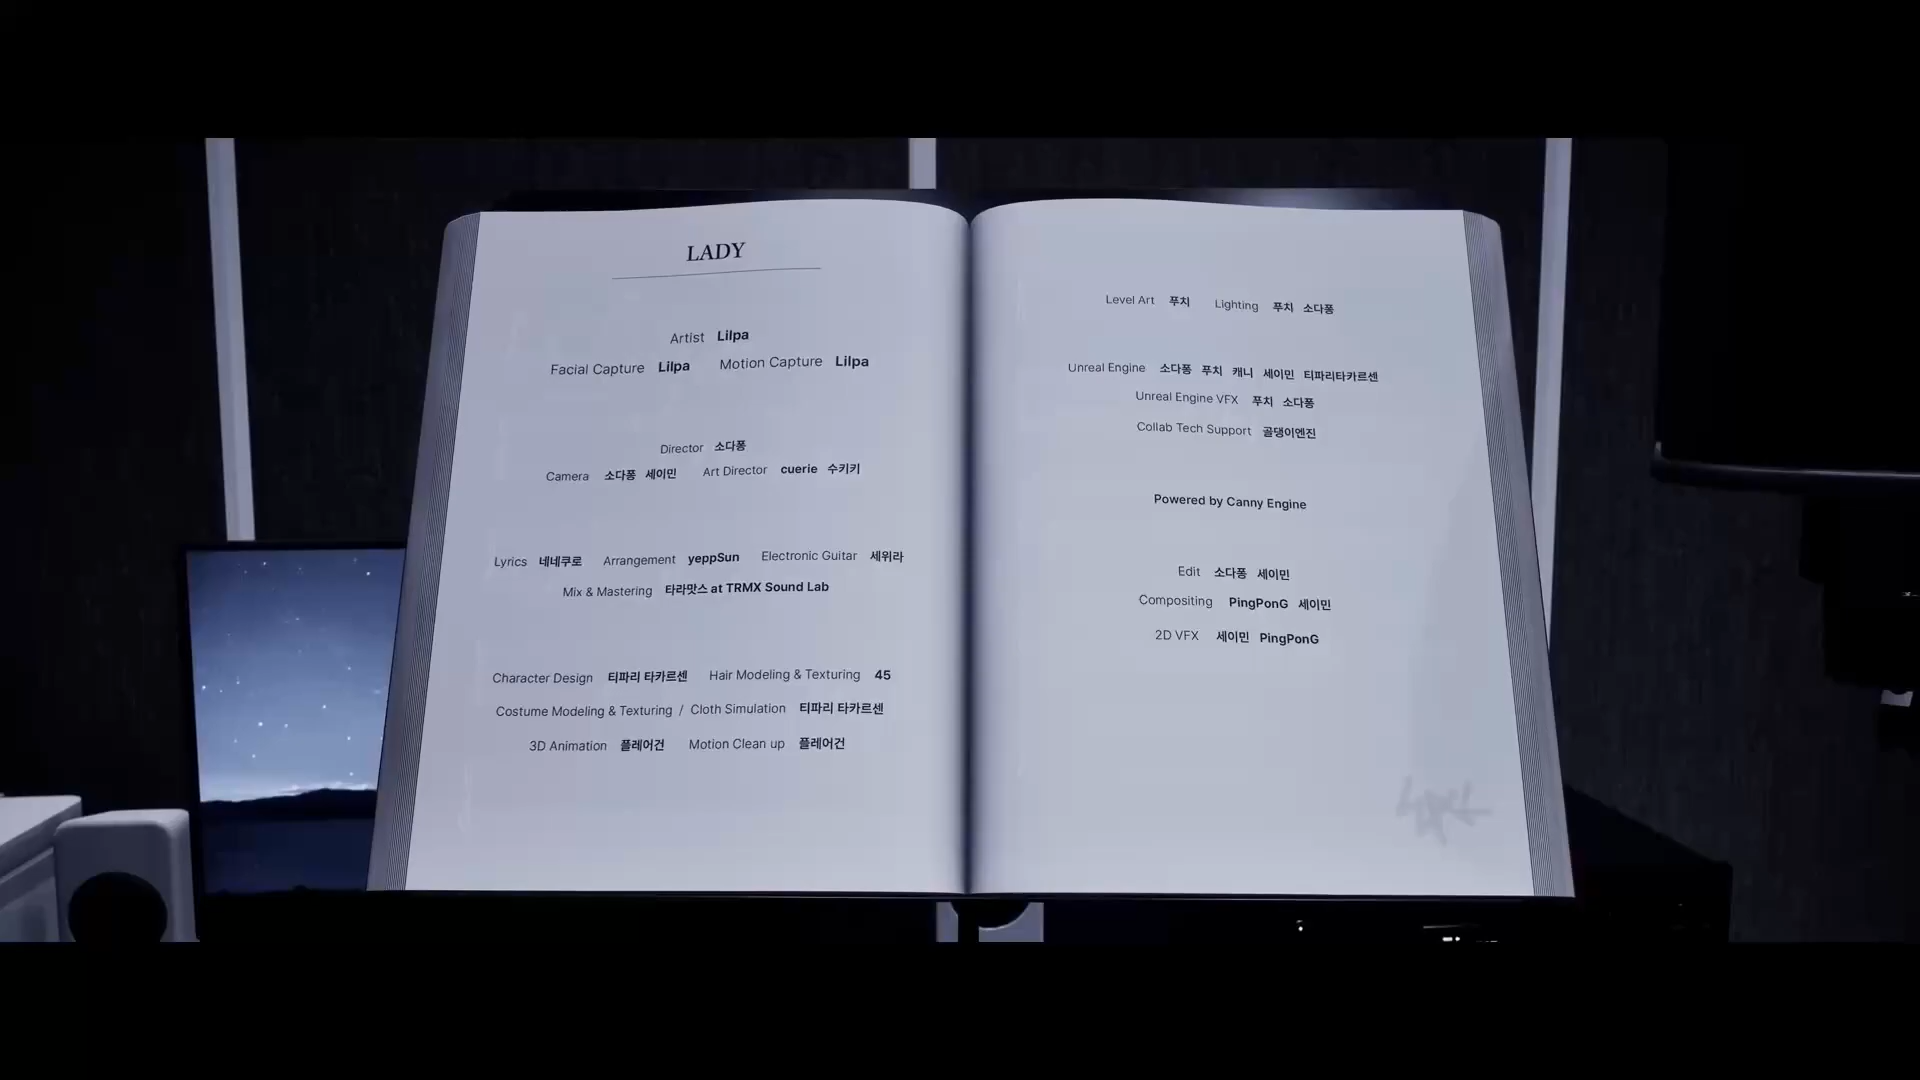 LADY
Artist Lilpa
Facial Capture Lilpa Motion Capture Lilpa
Director 소다퐁
Camera 소다퐁 세이민 Art Director cuerie 수키키
Lyrics 네네쿠로 Arrangement yeppSun Electronic Guitar 세위라
Mix & Mastering 타라맛스 at TRMX Sound Lab
Character Design 티파리 타카르센 Hair Modeling & Texturing 45
Costume Modeling & Texturing / Cloth Simulation 티파리 타카르센
3D Animation 플레어건 Motion Clean up 플레어건
Level Art 푸치 Lighting 푸치 소다퐁
Unreal Engine 소다퐁 푸치 캐니 세이민 티파리타카르센
Unreal Engine VFX 푸치 소다퐁
Collab Tech Support 골댕이엔진
Powered by Canny Engine
Edit 소다퐁 세이민
Compositing PingPonG 세이민
2D VFX 세이민 PingPonG